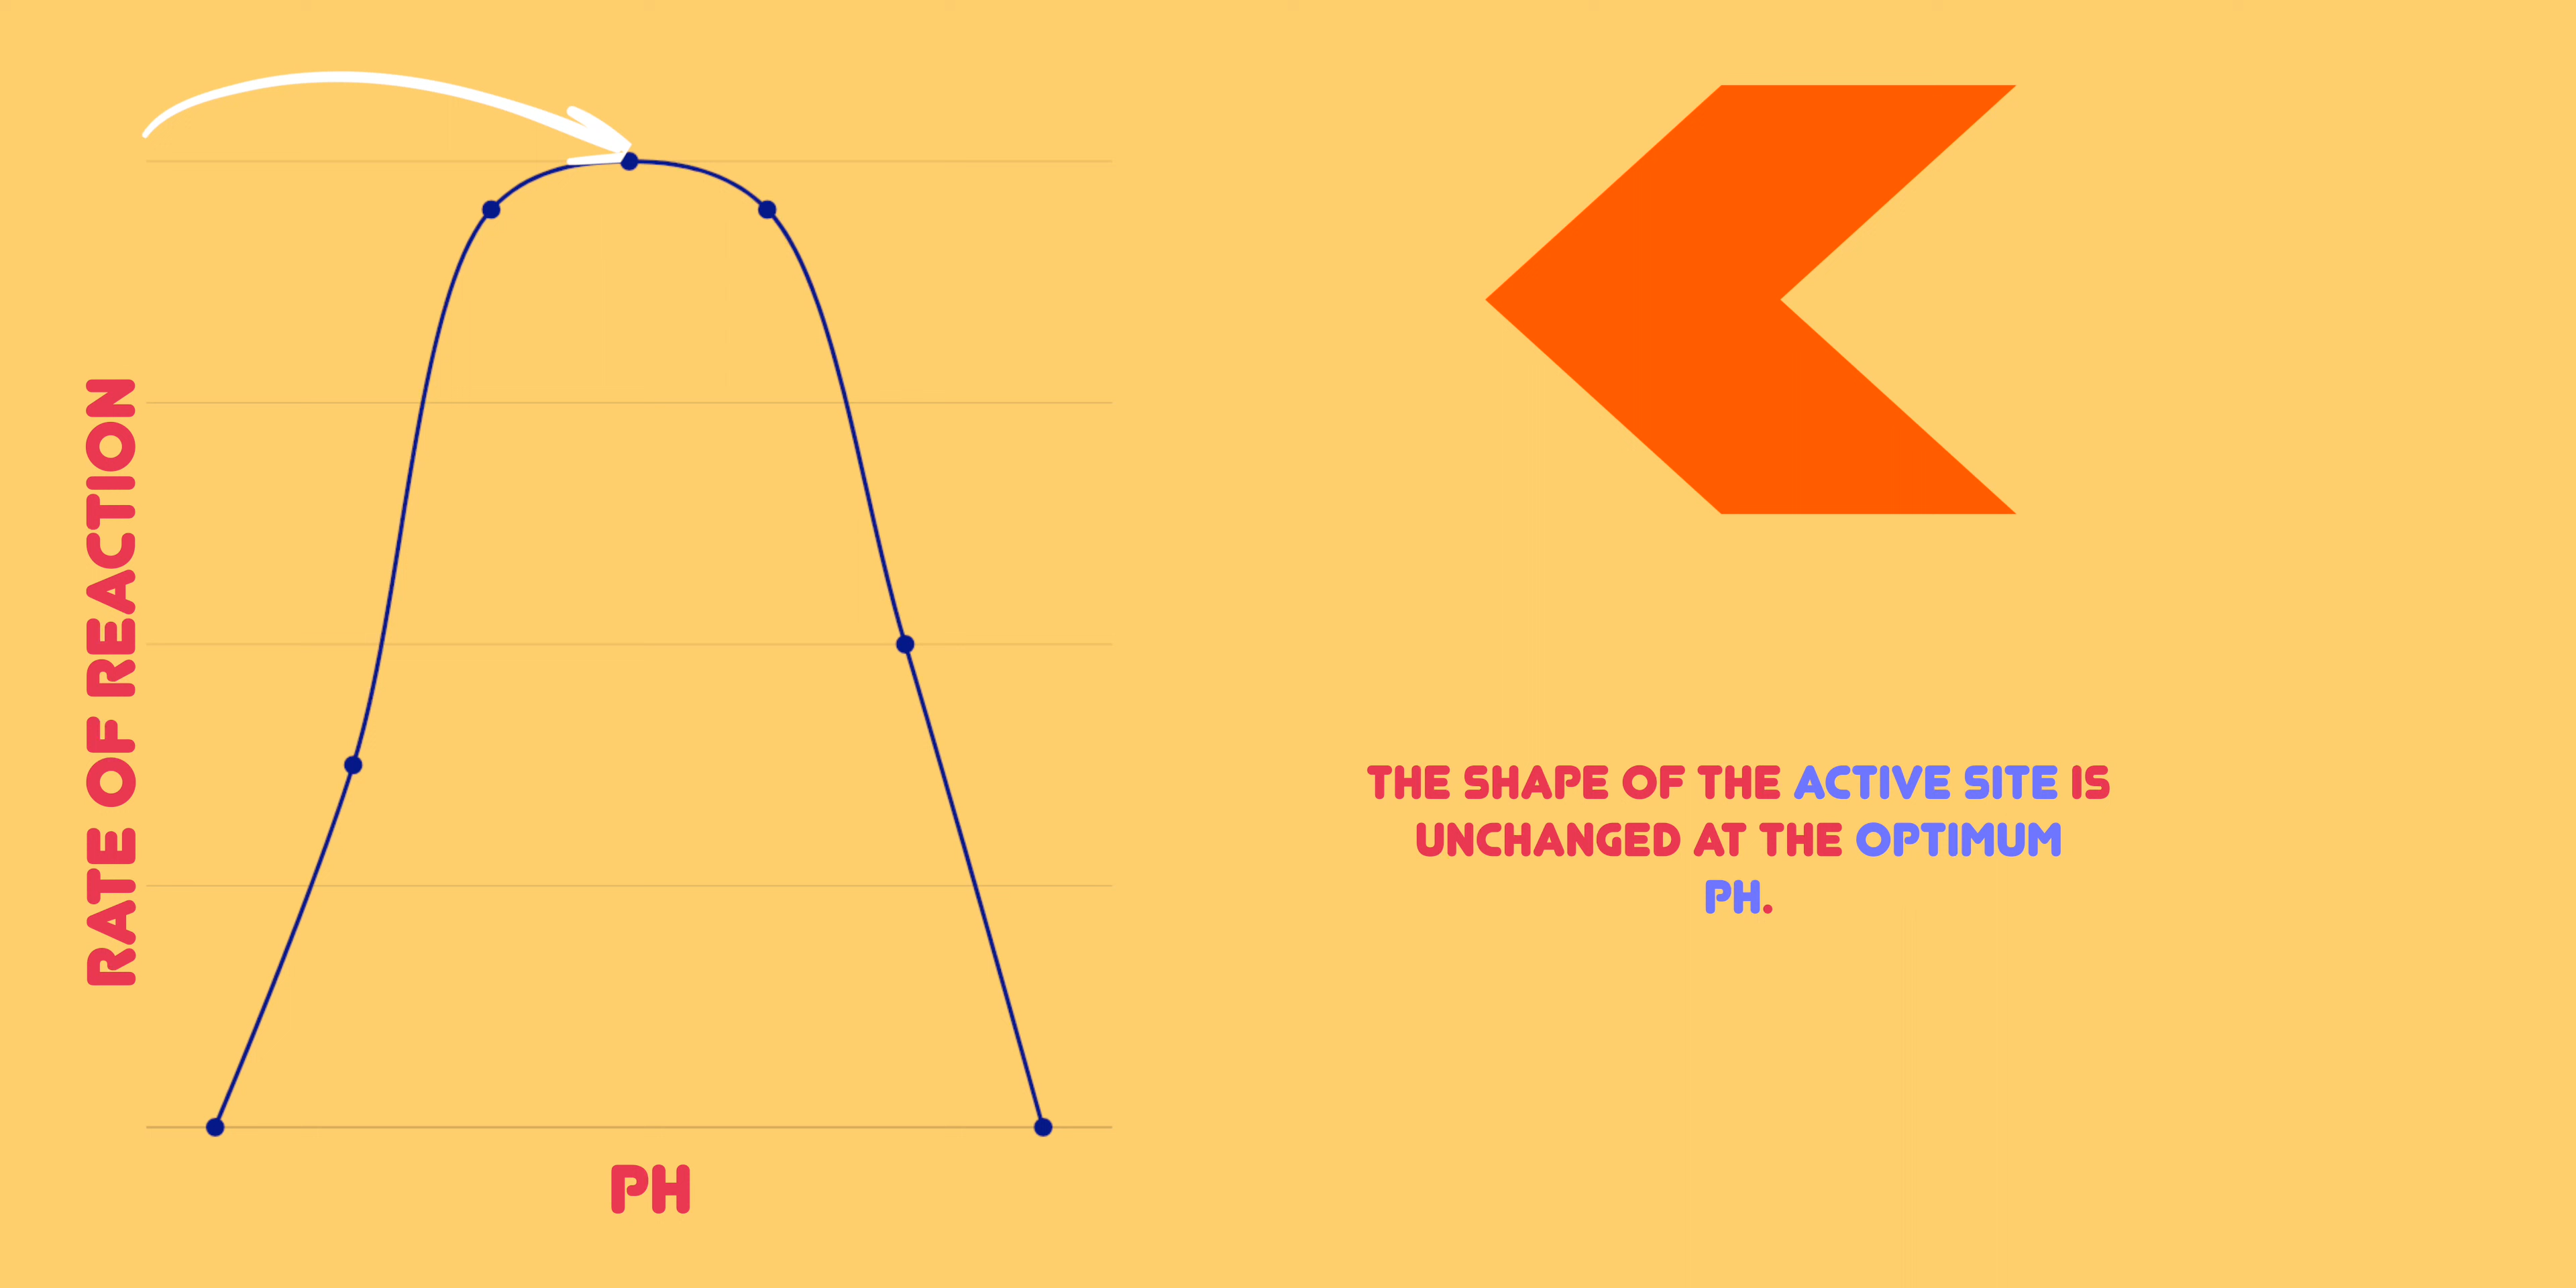 RATE OF REACTION
PH
THE SHAPE OF THE ACTIVE SITE IS
UNCHANGED AT THE OPTIMUM
PH.